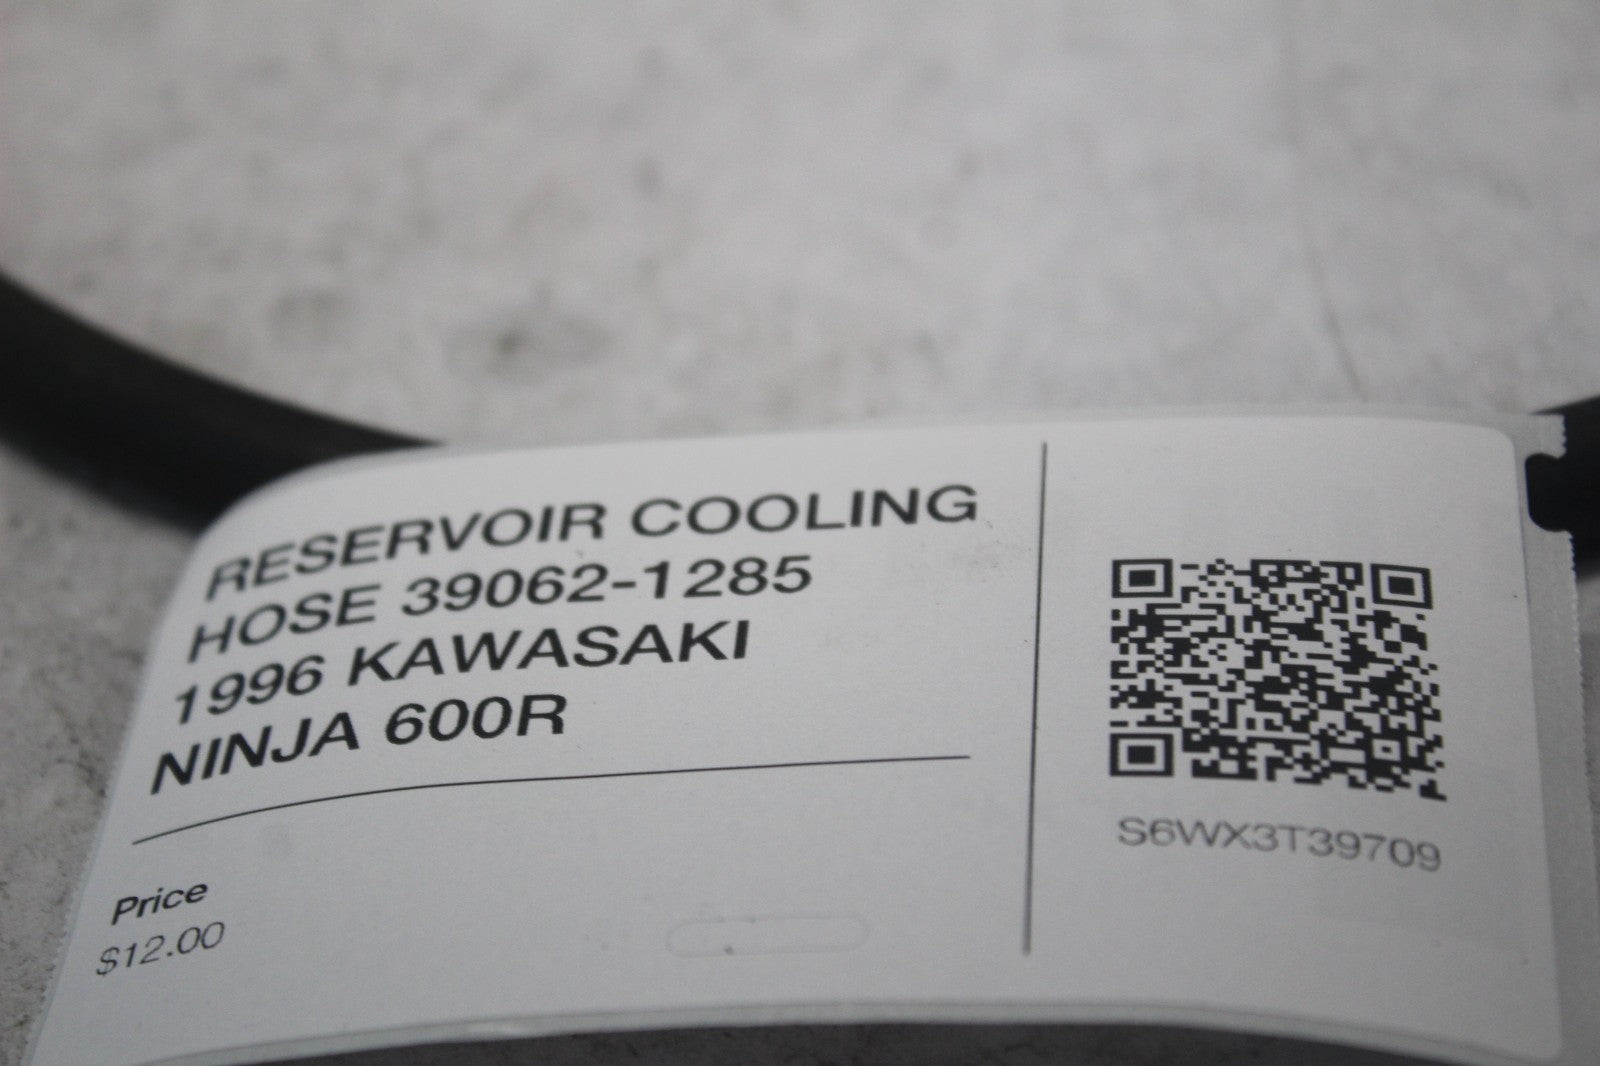 RESERVOIR COOLING
HOSE 39062-1285
1996 KAWASAKI
NINJA 600R
Price
$12.00
S6WX3T39709